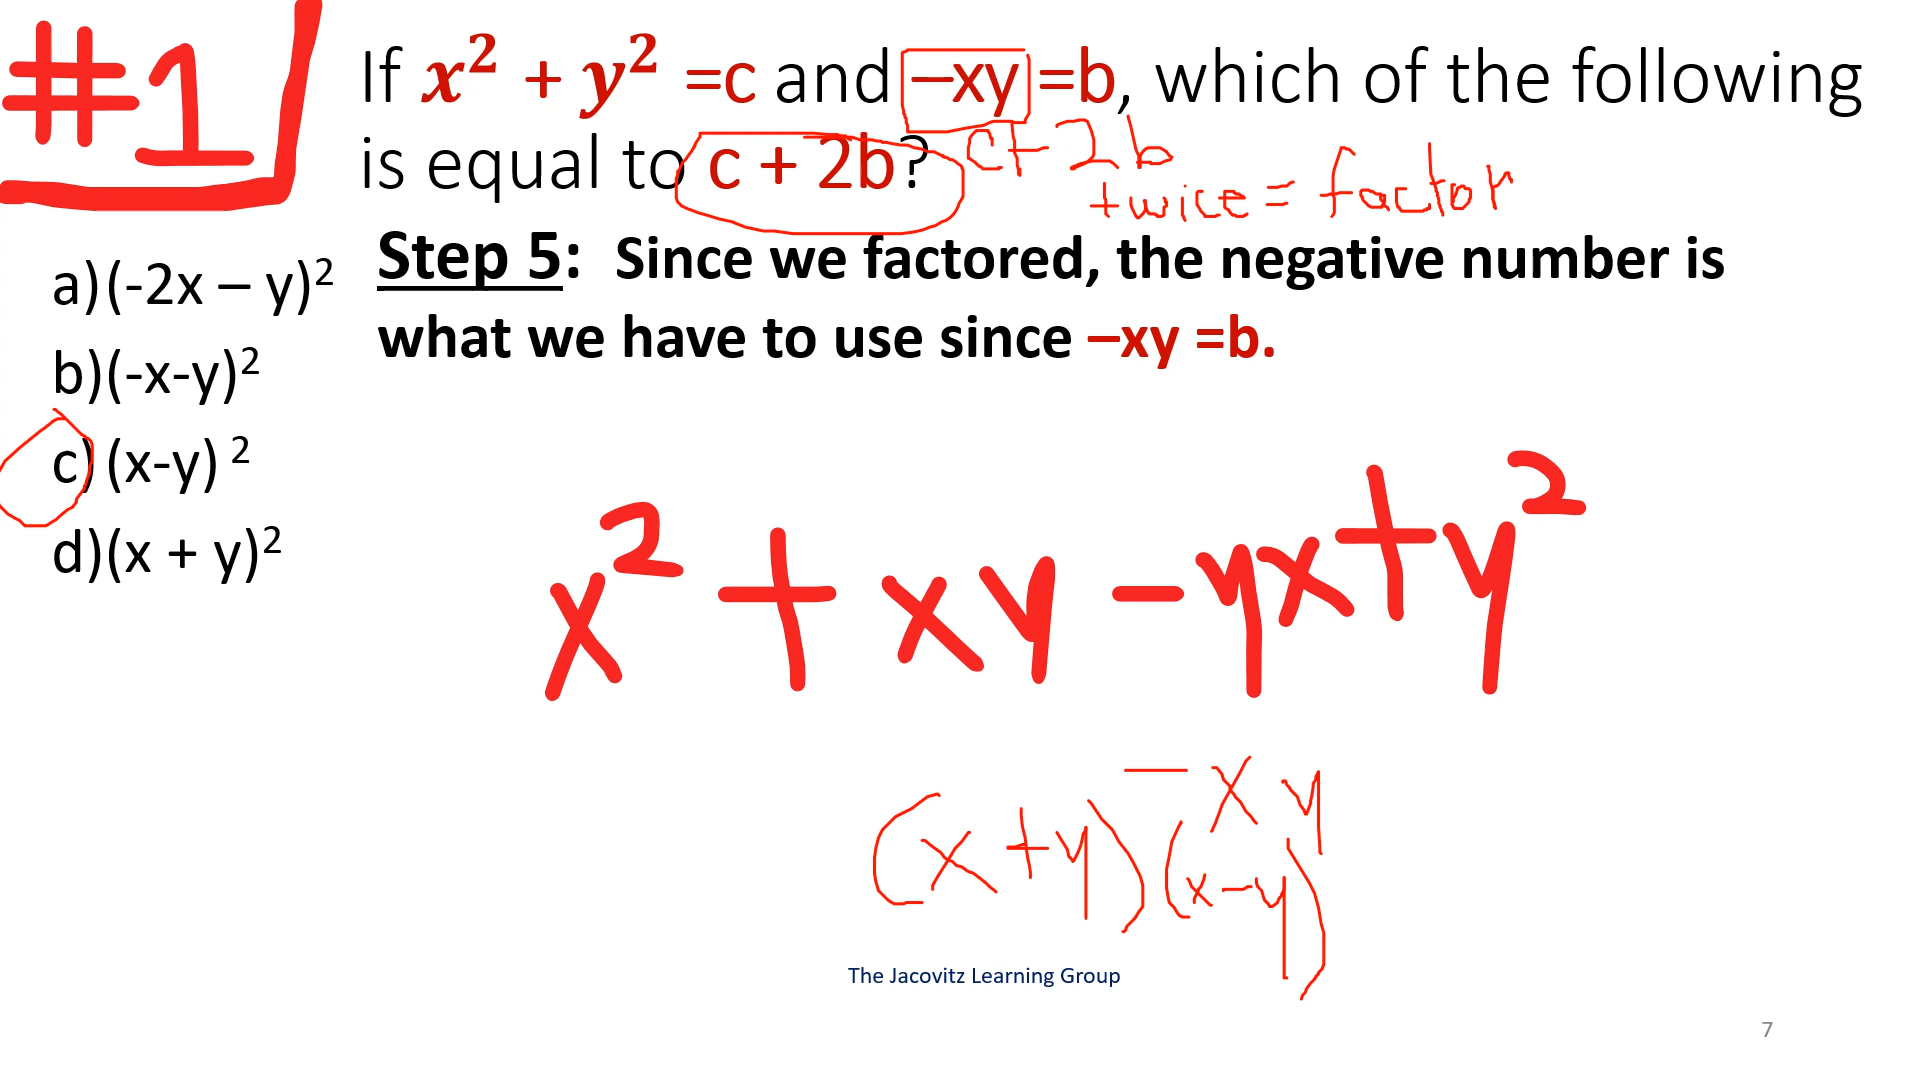 #1
If x² + y² =c and –xy =b, which of the following
is equal to c + 2b?
c+ 2b
twice = factor
Step 5: Since we factored, the negative number is
what we have to use since –xy =b.
a)(-2x – y)²
b)(-x-y)²
c) (x-y) ²
d)(x + y)²
x² + xy - yx + y²
- xy
(x + y) (x - y)
The Jacovitz Learning Group
7